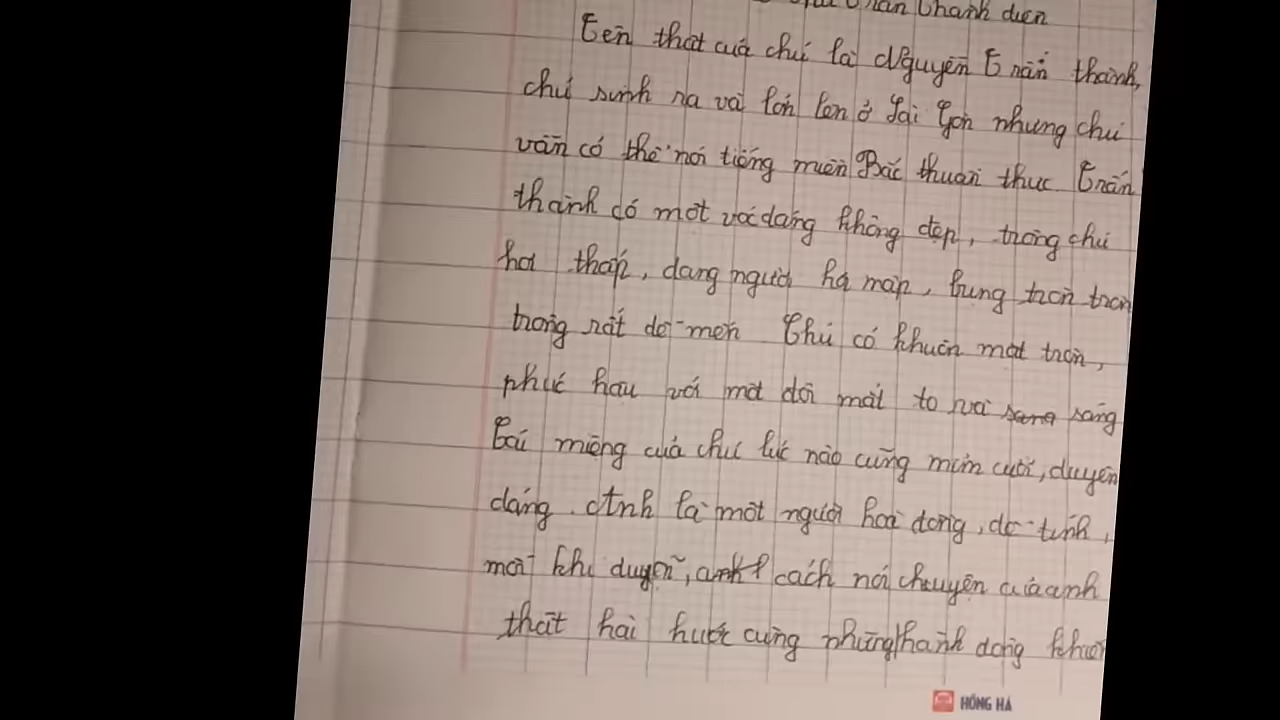 Trấn Thành diễn
Tên thật của chú là Nguyễn Trấn thành,
chú sinh ra và lớn lên ở Sài Gòn nhưng chú
vẫn có thể nói tiếng miền Bắc thuần thục Trấn
thành có một vóc dáng không đẹp, trông chú
hơi thấp, dáng người hơ mập, bụng tròn tròn
trông rất dễ mến Chú có khuôn mặt tròn,
phúc hậu với một đôi mắt to và sáng
Cái miệng của chú lúc nào cũng mỉm cười, duyên
dáng. Anh là một người hoà đồng, dễ tính,
mỗi khi duyễn, cách nói chuyện của anh
thật hài hước cùng những hành động
HỒNG HÀ